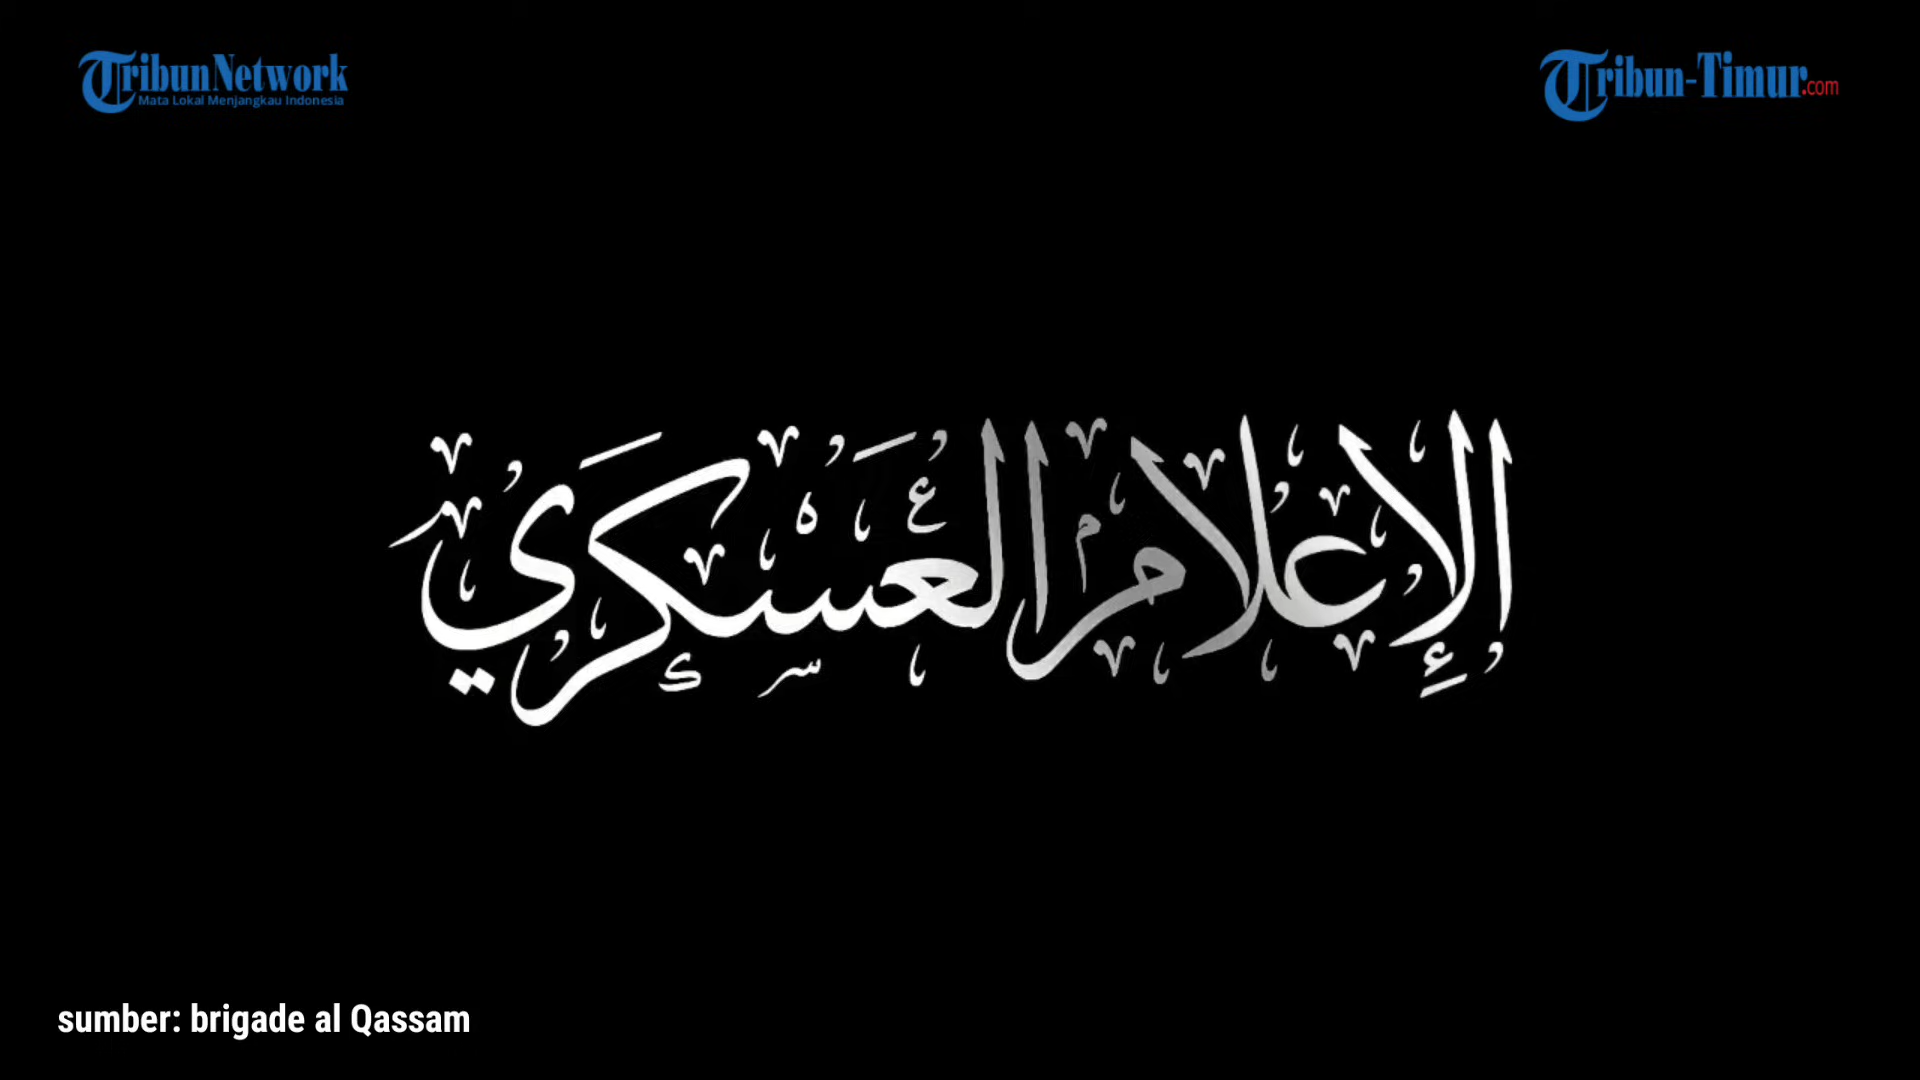 TribunNetwork
Mata Lokal Menjangkau Indonesia
Tribun-Timur.com
الإعلام العسكري
sumber: brigade al Qassam